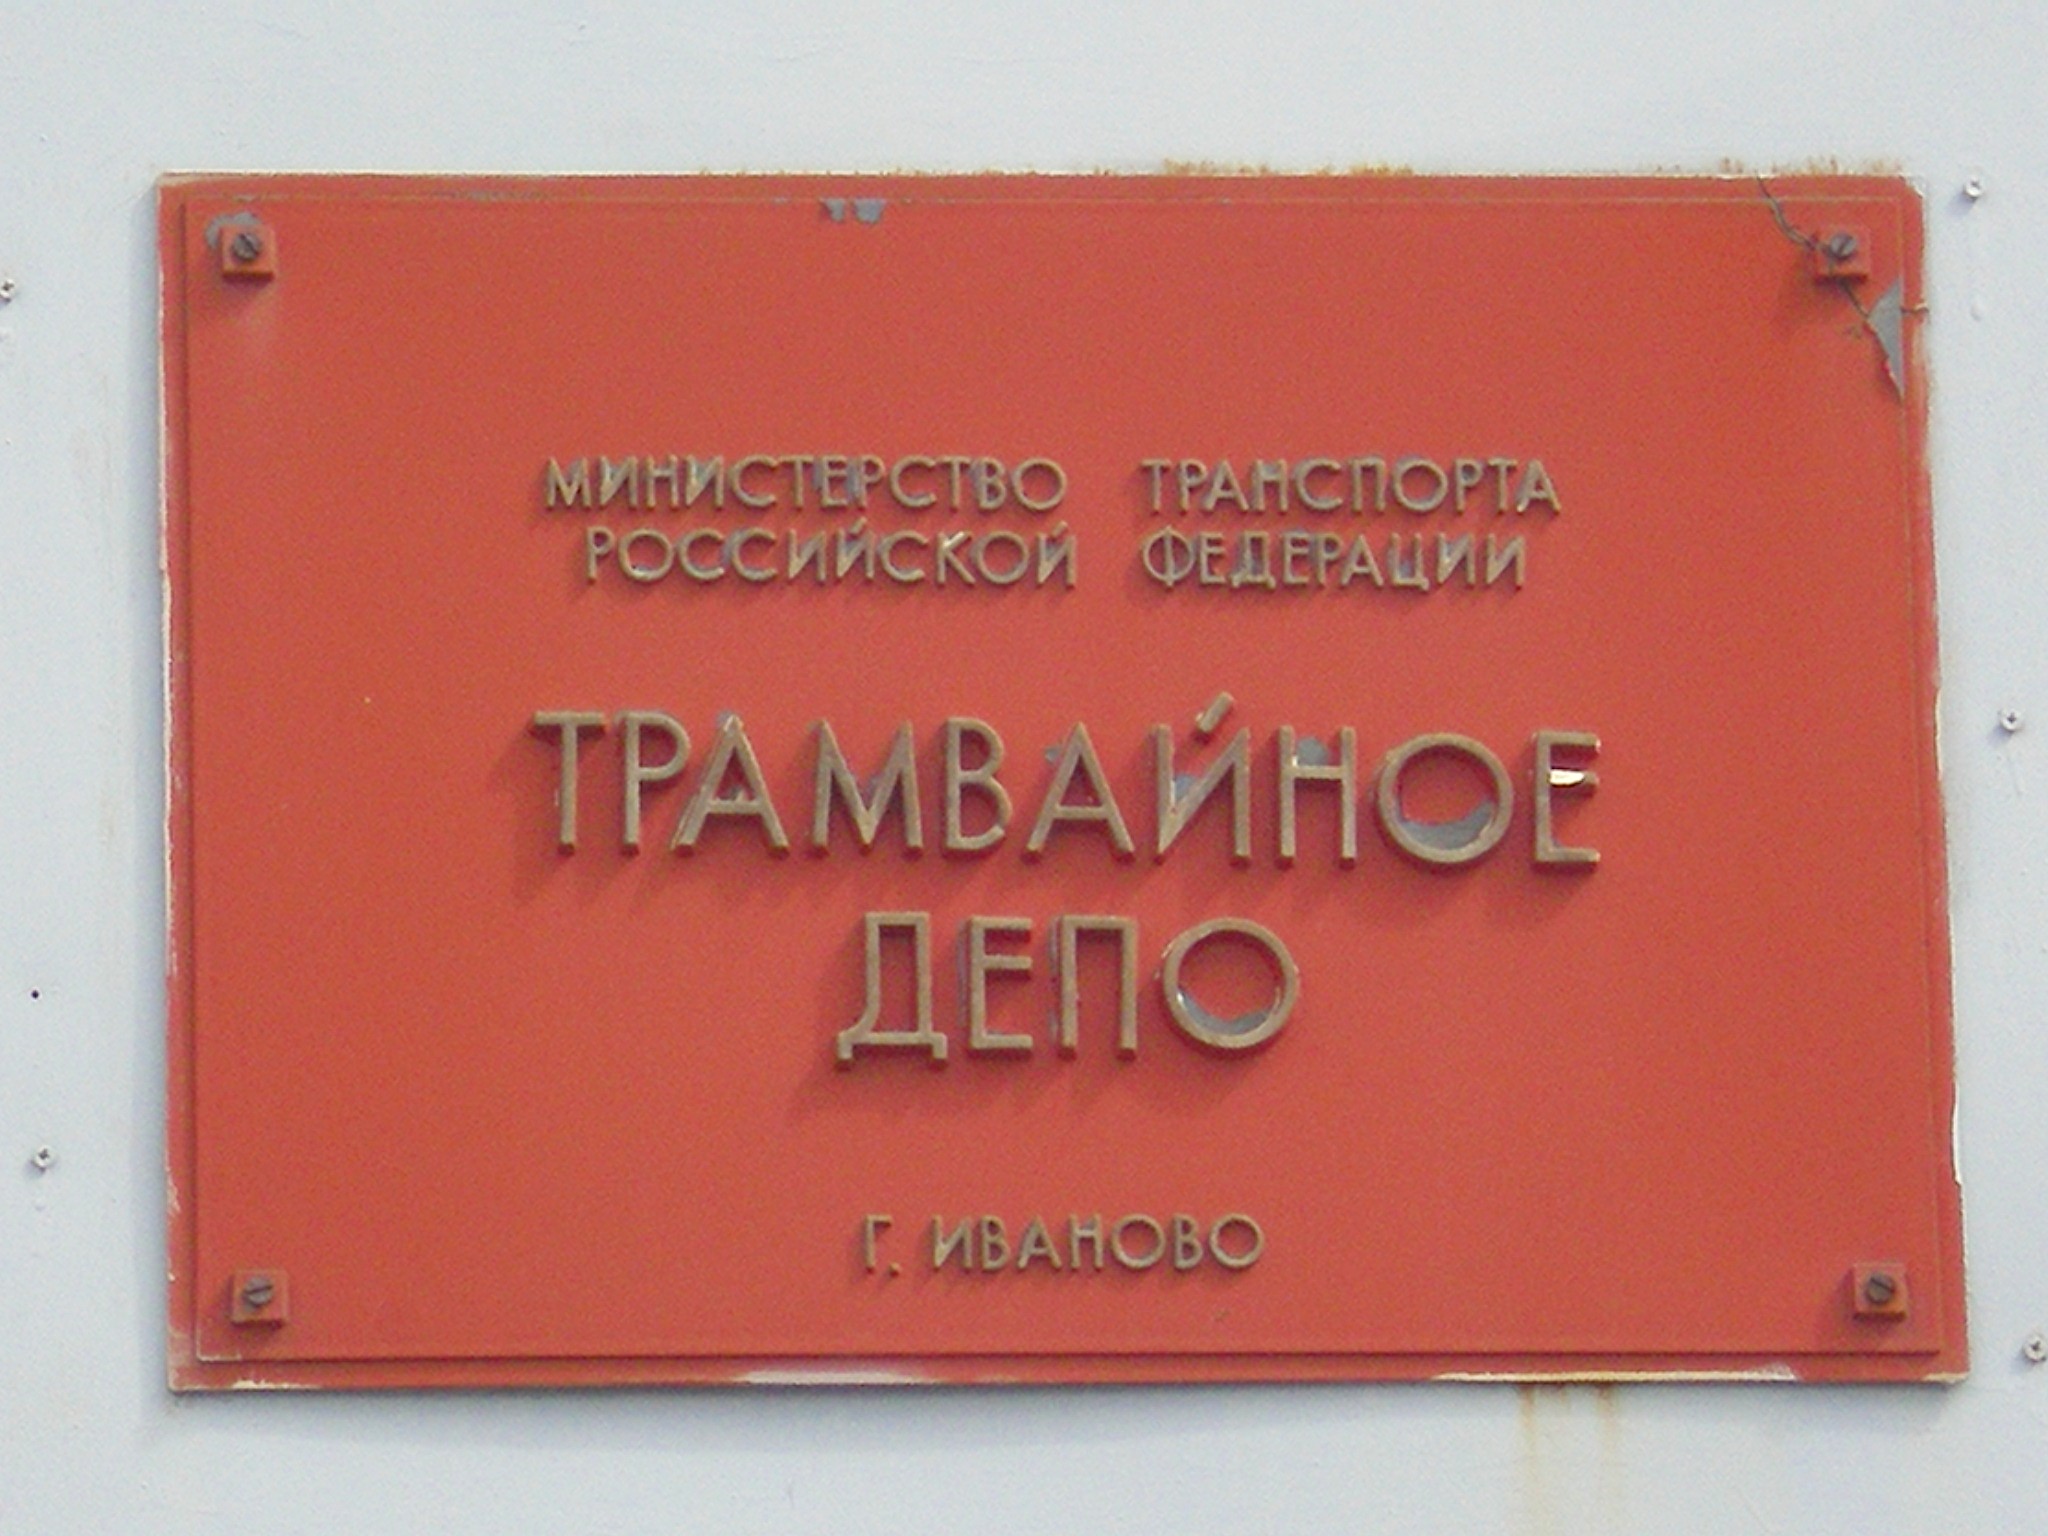 МИНИСТЕРСТВО ТРАНСПОРТА
РОССИЙСКОЙ ФЕДЕРАЦИИ
ТРАМВАЙНОЕ
ДЕПО
Г. ИВАНОВО